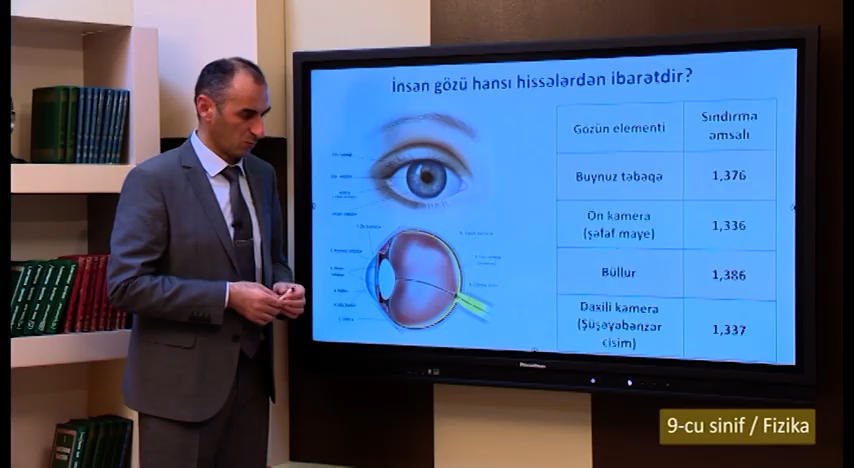 İnsan gözü hansı hissələrdən ibarətdir?
Gözün elementi
Sındırma
əmsalı
Buynuz təbəqə
1,376
Ön kamera
(şəfaf maye)
1,336
Büllur
1,386
Daxili kamera
(Şüşəyəbənzər
cisim)
1,337
9-cu sinif / Fizika